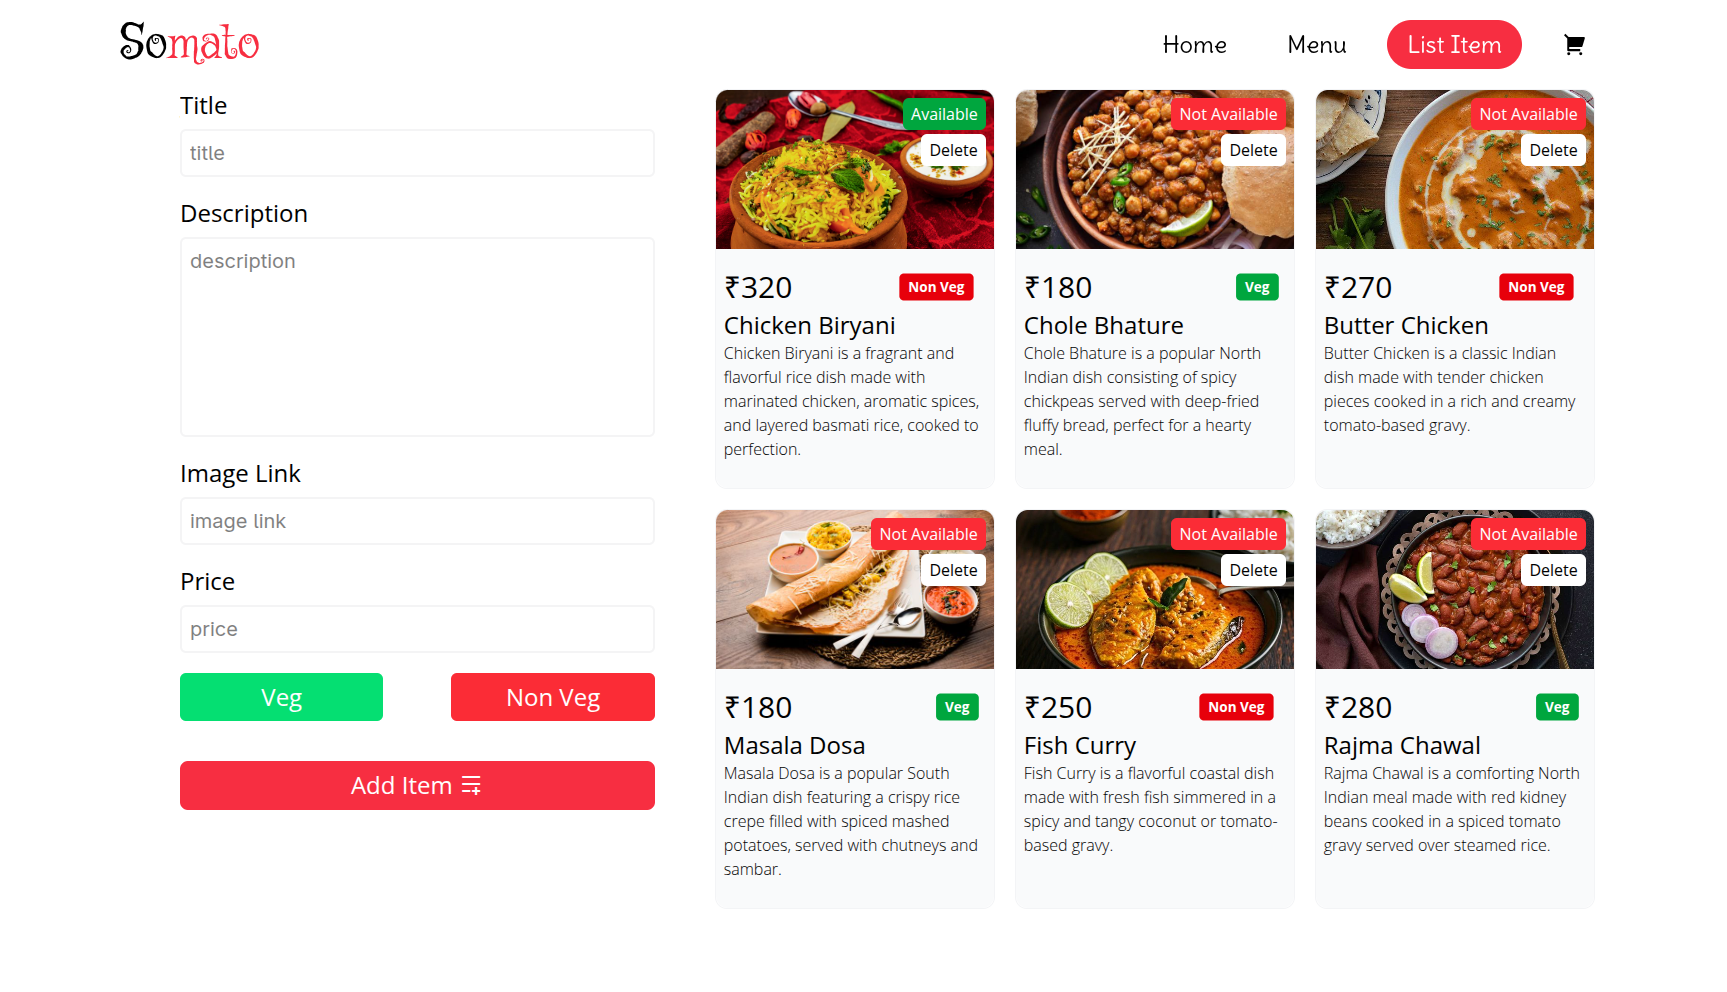 Somato
Home
Menu
List Item
Title
title
Description
description
Image Link
image link
Price
price
Veg
Non Veg
Add Item
Available
Delete
₹320
Non Veg
Chicken Biryani
Chicken Biryani is a fragrant and
flavorful rice dish made with
marinated chicken, aromatic spices,
and layered basmati rice, cooked to
perfection.
Not Available
Delete
₹180
Veg
Chole Bhature
Chole Bhature is a popular North
Indian dish consisting of spicy
chickpeas served with deep-fried
fluffy bread, perfect for a hearty
meal.
Not Available
Delete
₹270
Non Veg
Butter Chicken
Butter Chicken is a classic Indian
dish made with tender chicken
pieces cooked in a rich and creamy
tomato-based gravy.
Not Available
Delete
₹180
Veg
Masala Dosa
Masala Dosa is a popular South
Indian dish featuring a crispy rice
crepe filled with spiced mashed
potatoes, served with chutneys and
sambar.
Not Available
Delete
₹250
Non Veg
Fish Curry
Fish Curry is a flavorful coastal dish
made with fresh fish simmered in a
spicy and tangy coconut or tomato-
based gravy.
Not Available
Delete
₹280
Veg
Rajma Chawal
Rajma Chawal is a comforting North
Indian meal made with red kidney
beans cooked in a spiced tomato
gravy served over steamed rice.